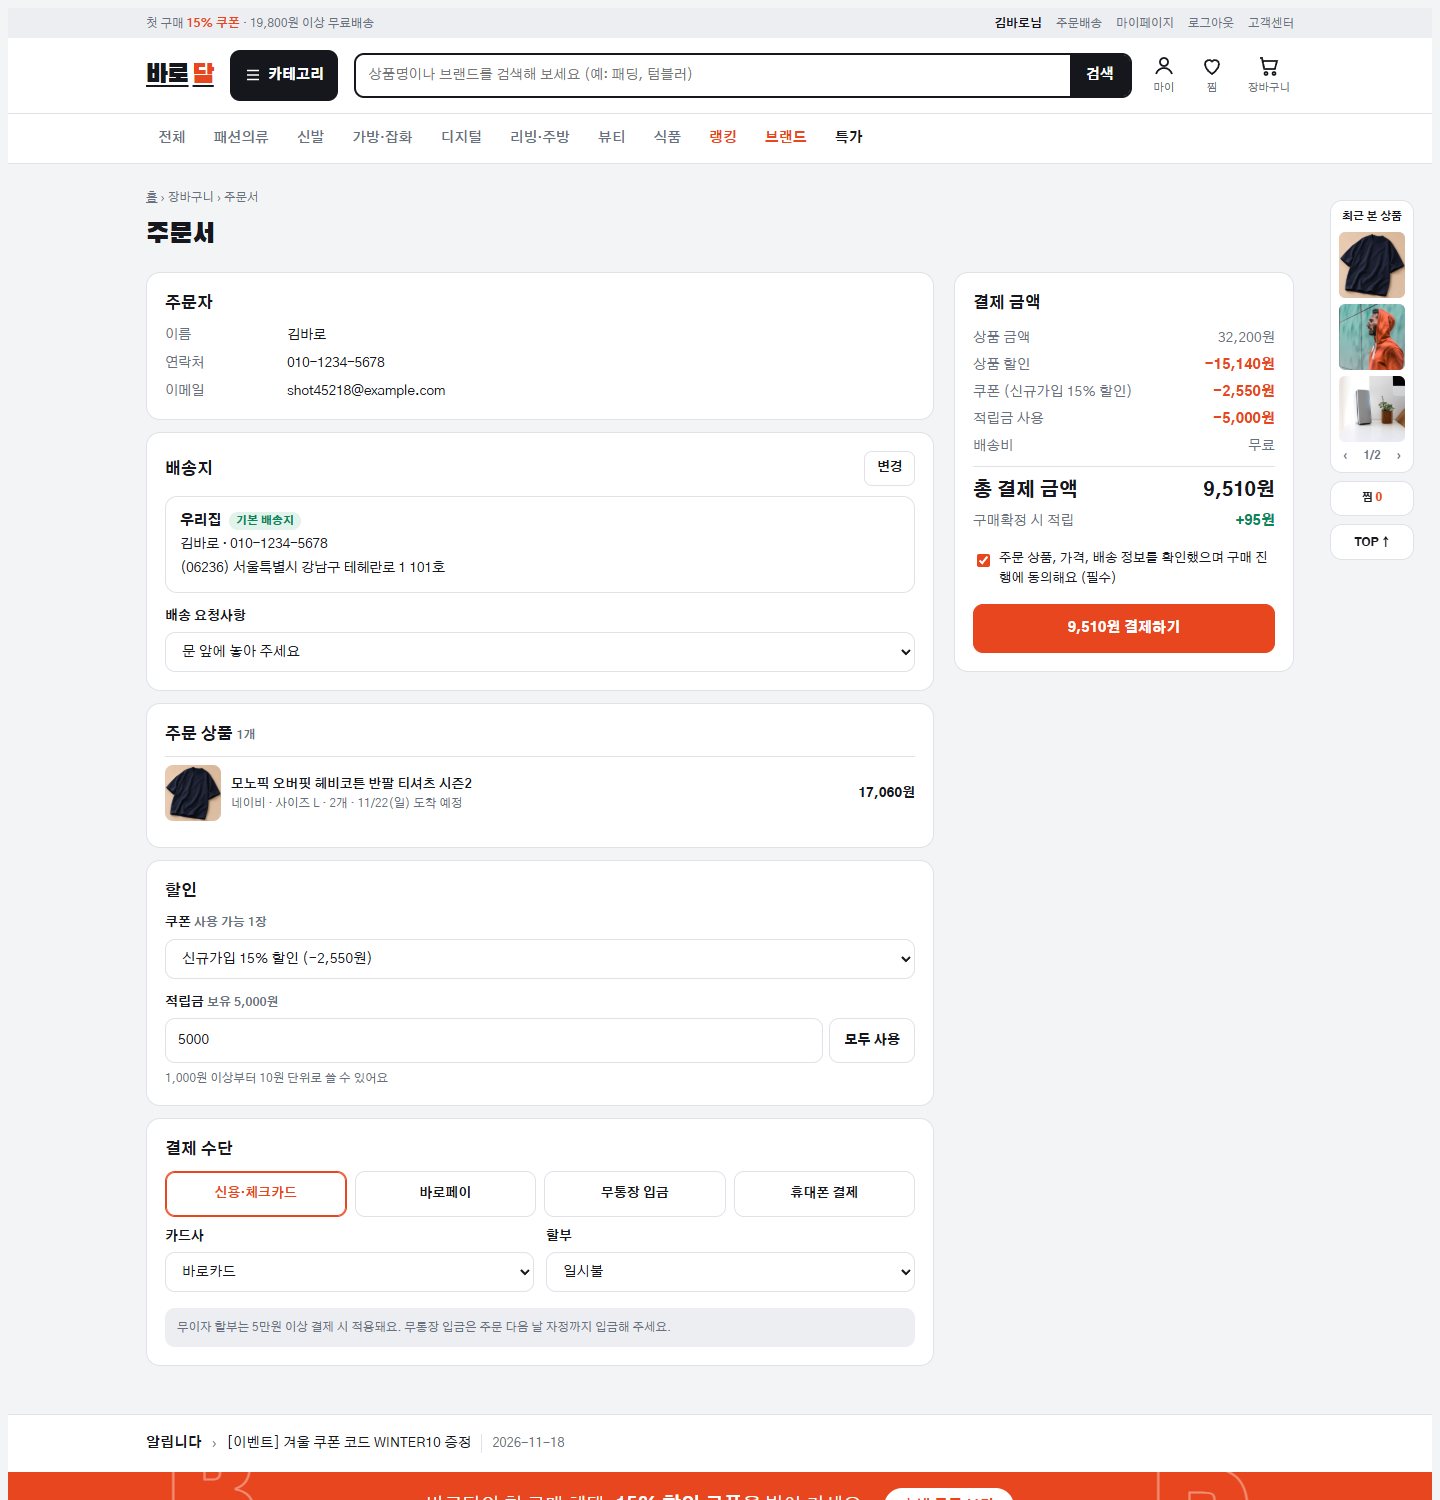 첫 구매 15% 쿠폰 · 19,800원 이상 무료배송
김바로님 주문배송 마이페이지 로그아웃 고객센터
바로달
카테고리
상품명이나 브랜드를 검색해 보세요 (예: 패딩, 텀블러)
검색
마이 찜 장바구니
전체 패션의류 신발 가방·잡화 디지털 리빙·주방 뷰티 식품 랭킹 브랜드 특가
홈 › 장바구니 › 주문서
주문서
주문자
이름 김바로
연락처 010-1234-5678
이메일 shot45218@example.com
배송지
변경
우리집 기본 배송지
김바로 · 010-1234-5678
(06236) 서울특별시 강남구 테헤란로 1 101호
배송 요청사항
문 앞에 놓아 주세요
주문 상품 1개
모노픽 오버핏 헤비코튼 반팔 티셔츠 시즌2
네이비 · 사이즈 L · 2개 · 11/22(일) 도착 예정
17,060원
할인
쿠폰 사용 가능 1장
신규가입 15% 할인 (-2,550원)
적립금 보유 5,000원
5000
모두 사용
1,000원 이상부터 10원 단위로 쓸 수 있어요
결제 수단
신용·체크카드 바로페이 무통장 입금 휴대폰 결제
카드사 할부
바로카드 일시불
무이자 할부는 5만원 이상 결제 시 적용돼요. 무통장 입금은 주문 다음 날 자정까지 입금해 주세요.
결제 금액
상품 금액 32,200원
상품 할인 -15,140원
쿠폰 (신규가입 15% 할인) -2,550원
적립금 사용 -5,000원
배송비 무료
총 결제 금액 9,510원
구매확정 시 적립 +95원
주문 상품, 가격, 배송 정보를 확인했으며 구매 진
행에 동의해요 (필수)
9,510원 결제하기
최근 본 상품
‹ 1/2 ›
찜 0
TOP ↑
알립니다 › [이벤트] 겨울 쿠폰 코드 WINTER10 증정 2026-11-18